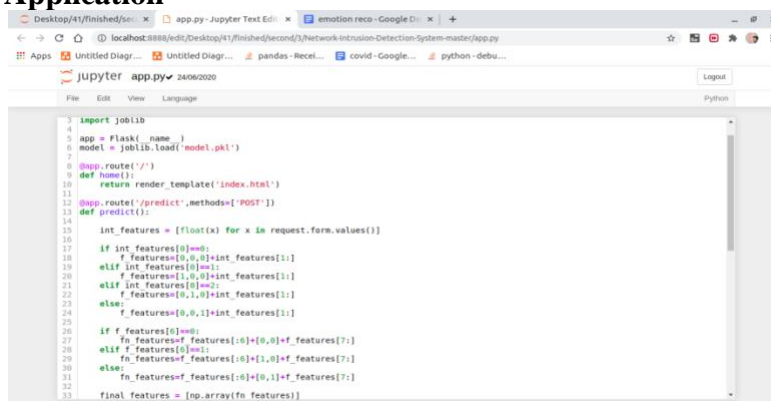 Application
Desktop/41/finished/sec
app.py - Jupyter Text Edit
emotion reco - Google D
localhost:8888/edit/Desktop/41/finished/second/3/Network-Intrusion-Detection-System-master/app.py
Apps Untitled Diagr... Untitled Diagr... pandas - Recei... covid - Google... python - debu...
jupyter app.py 24/06/2020 Logout
File Edit View Language Python
3 import joblib
4
5 app = Flask(__name__)
6 model = joblib.load('model.pkl')
7
8 @app.route('/')
9 def home():
10 return render_template('index.html')
11
12 @app.route('/predict',methods=['POST'])
13 def predict():
14
15 int_features = [float(x) for x in request.form.values()]
16
17 if int_features[0]==0:
18 f_features=[0,0,0]+int_features[1:]
19 elif int_features[0]==1:
20 f_features=[1,0,0]+int_features[1:]
21 elif int_features[0]==2:
22 f_features=[0,1,0]+int_features[1:]
23 else:
24 f_features=[0,0,1]+int_features[1:]
25
26 if f_features[6]==0:
27 fn_features=f_features[:6]+[0,0]+f_features[7:]
28 elif f_features[6]==1:
29 fn_features=f_features[:6]+[1,0]+f_features[7:]
30 else:
31 fn_features=f_features[:6]+[0,1]+f_features[7:]
32
33 final_features = [np.array(fn_features)]